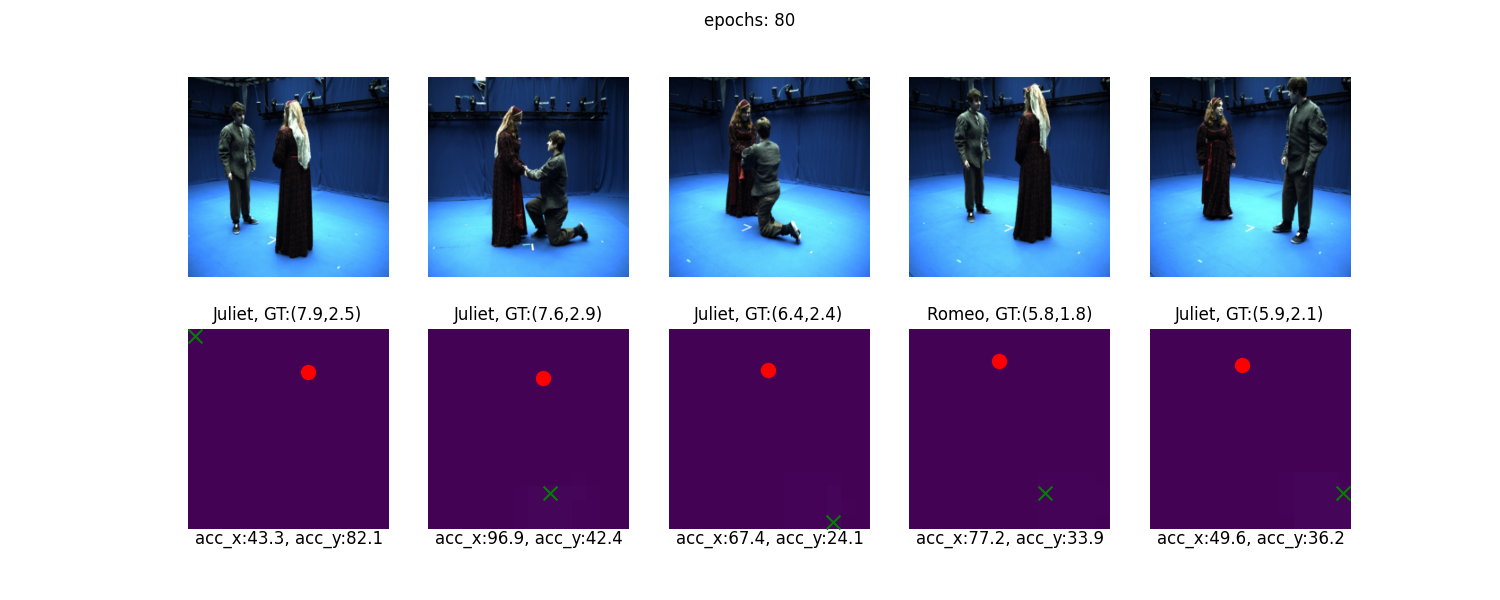 epochs: 80
Juliet, GT:(7.9,2.5)
Juliet, GT:(7.6,2.9)
Juliet, GT:(6.4,2.4)
Romeo, GT:(5.8,1.8)
Juliet, GT:(5.9,2.1)
acc_x:43.3, acc_y:82.1
acc_x:96.9, acc_y:42.4
acc_x:67.4, acc_y:24.1
acc_x:77.2, acc_y:33.9
acc_x:49.6, acc_y:36.2